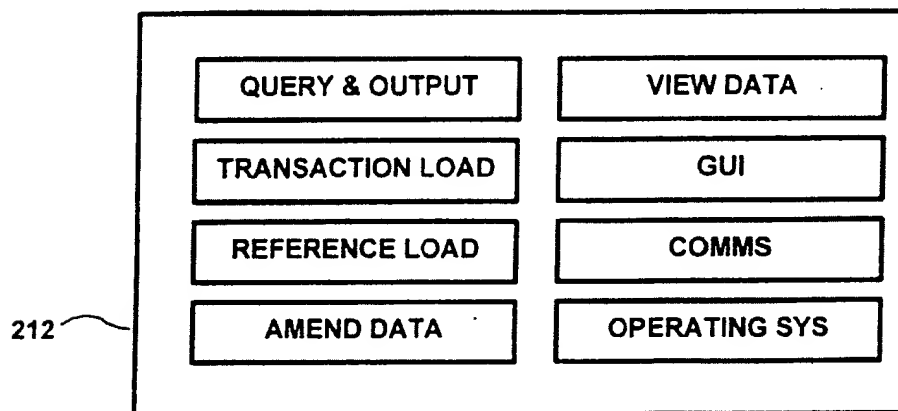 QUERY & OUTPUT
VIEW DATA
TRANSACTION LOAD
GUI
REFERENCE LOAD
COMMS
AMEND DATA
OPERATING SYS
212